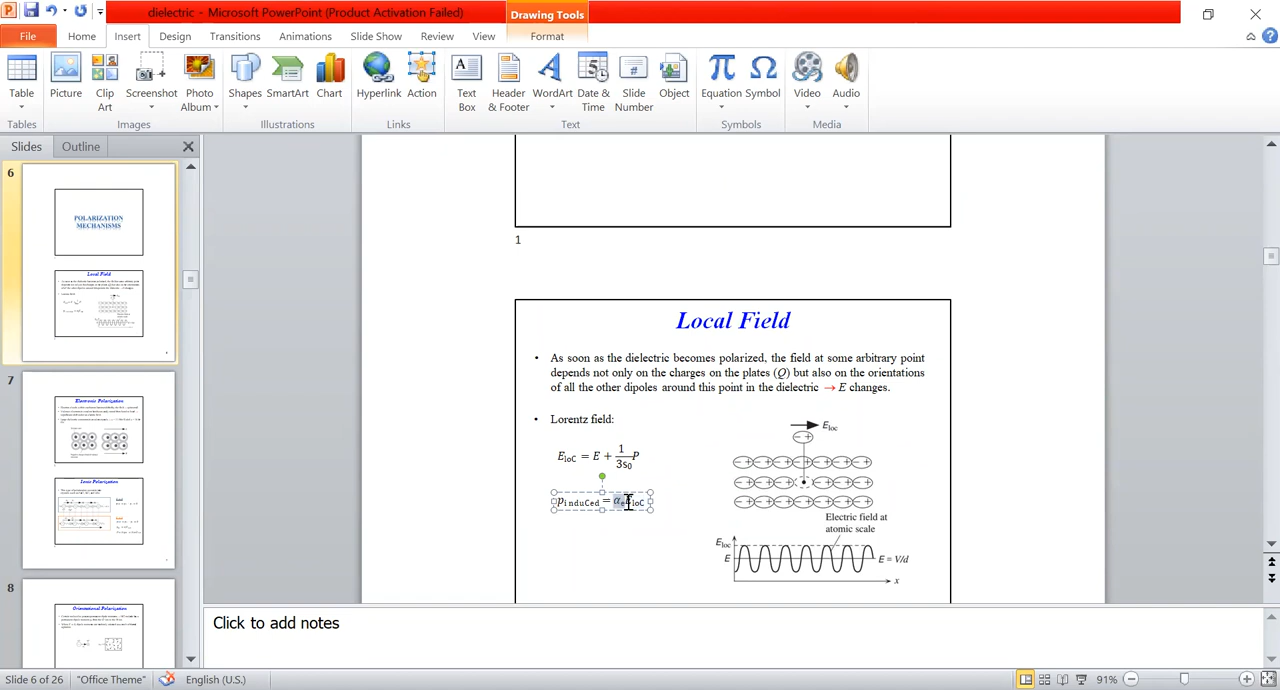 dielectric - Microsoft PowerPoint (Product Activation Failed)
Drawing Tools
File Home Insert Design Transitions Animations Slide Show Review View Format
Table Picture Clip Art Screenshot Photo Album Shapes SmartArt Chart Hyperlink Action Text Box Header & Footer WordArt Date & Time Slide Number Object Equation Symbol Video Audio
Tables Images Illustrations Links Text Symbols Media
Slides Outline
6
POLARIZATION
MECHANISMS
Local Field
7
Electronic Polarization
Ionic Polarization
8
Orientational Polarization
1
Local Field
• As soon as the dielectric becomes polarized, the field at some arbitrary point
depends not only on the charges on the plates (Q) but also on the orientations
of all the other dipoles around this point in the dielectric → E changes.
• Lorentz field:
E_loC = E + 1/3s₀ P
p_induCed = α_e E_loC
E_loc
Electric field at
atomic scale
E_loc
E
E = V/d
x
Click to add notes
Slide 6 of 26 "Office Theme" English (U.S.) 91%